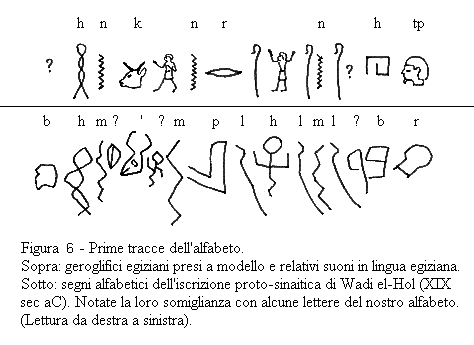 h n k n r n h tp
?
?
b h m ? ' ? m p l h l m l ? b r
Figura 6 - Prime tracce dell'alfabeto.
Sopra: geroglifici egiziani presi a modello e relativi suoni in lingua egiziana.
Sotto: segni alfabetici dell'iscrizione proto-sinaitica di Wadi el-Hol (XIX
sec aC). Notate la loro somiglianza con alcune lettere del nostro alfabeto.
(Lettura da destra a sinistra).